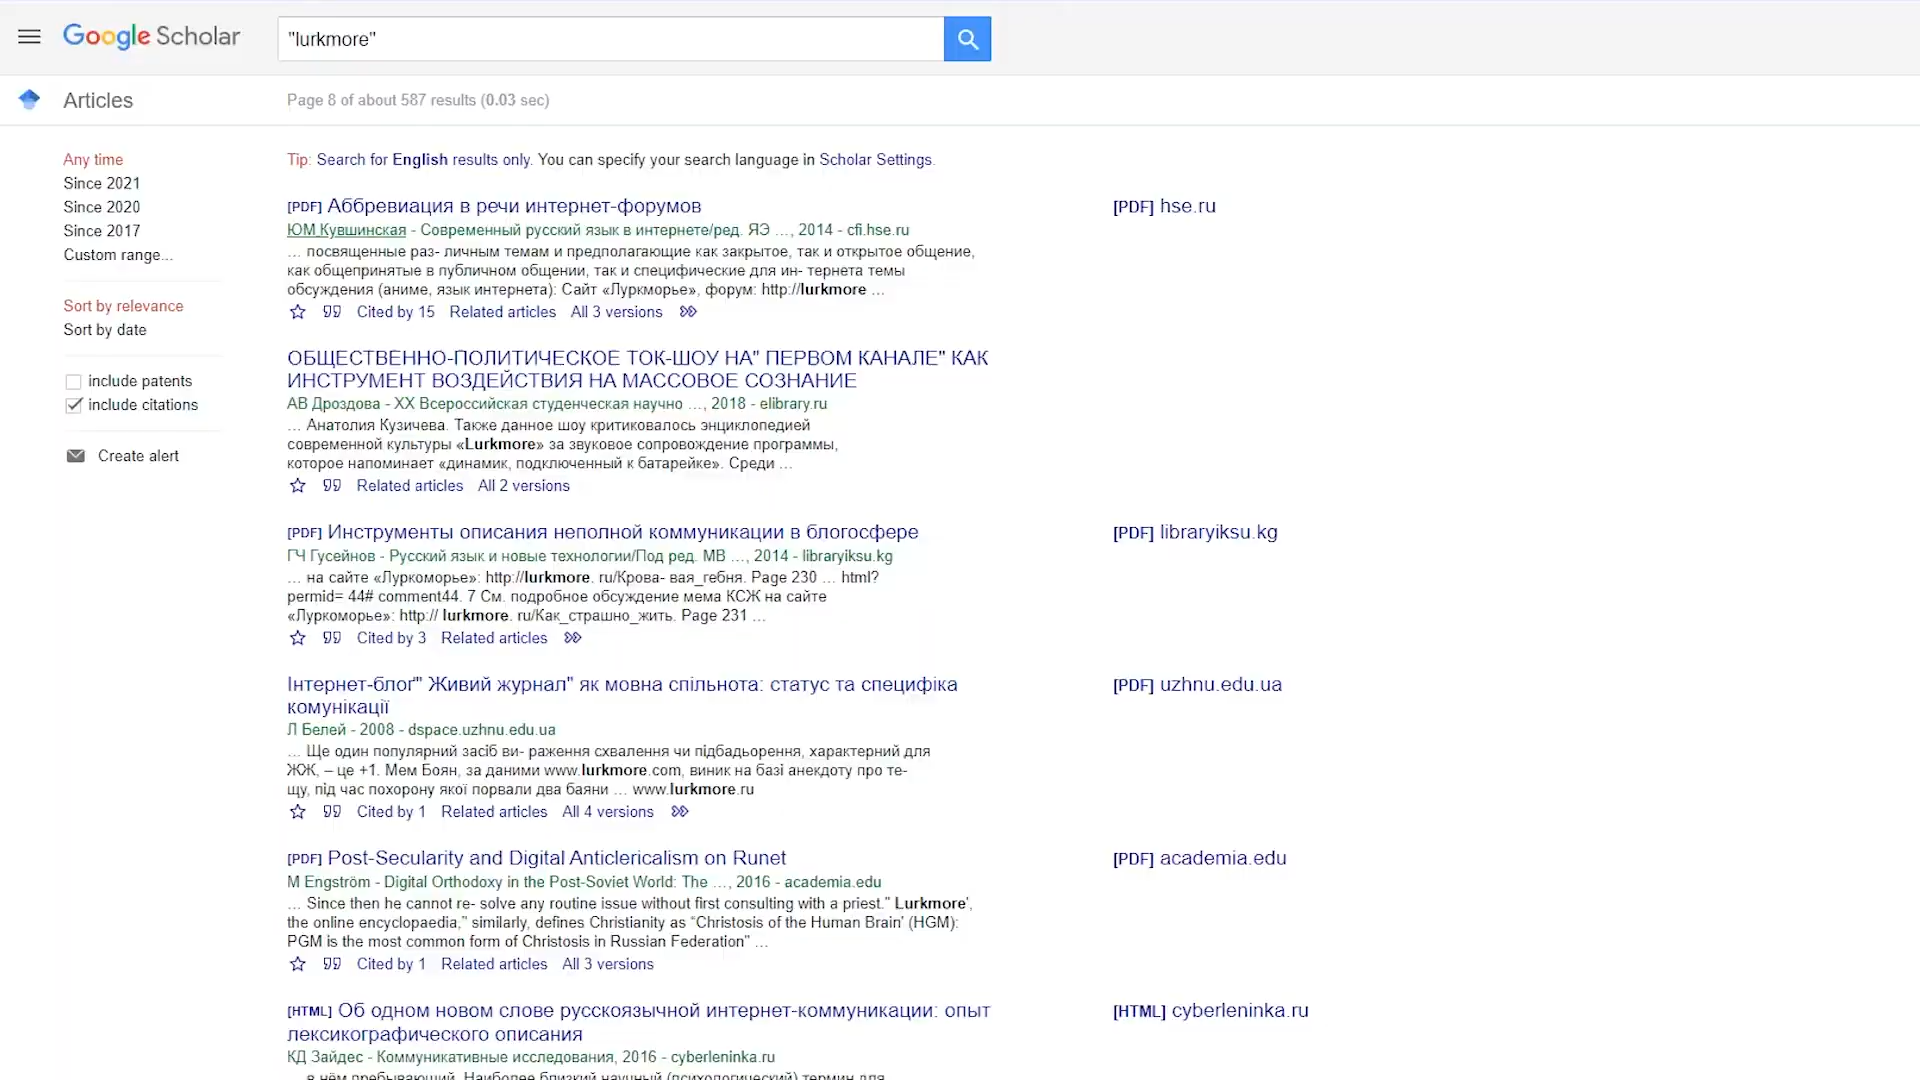 Google Scholar
"lurkmore"
Articles
Page 8 of about 587 results (0.03 sec)
Any time
Since 2021
Since 2020
Since 2017
Custom range...
Sort by relevance
Sort by date
include patents
include citations
Create alert
Tip: Search for English results only. You can specify your search language in Scholar Settings.
[PDF] Аббревиация в речи интернет-форумов
ЮМ Кувшинская - Современный русский язык в интернете/ред. ЯЭ …, 2014 - cfi.hse.ru
… посвященные раз- личным темам и предполагающие как закрытое, так и открытое общение,
как общепринятые в публичном общении, так и специфические для ин- тернета темы
обсуждения (аниме, язык интернета): Сайт «Луркморье», форум: http://lurkmore …
Cited by 15 Related articles All 3 versions
[PDF] hse.ru
ОБЩЕСТВЕННО-ПОЛИТИЧЕСКОЕ ТОК-ШОУ НА" ПЕРВОМ КАНАЛЕ" КАК
ИНСТРУМЕНТ ВОЗДЕЙСТВИЯ НА МАССОВОЕ СОЗНАНИЕ
АВ Дроздова - XX Всероссийская студенческая научно …, 2018 - elibrary.ru
… Анатолия Кузичева. Также данное шоу критиковалось энциклопедией
современной культуры «Lurkmore» за звуковое сопровождение программы,
которое напоминает «динамик, подключенный к батарейке». Среди …
Related articles All 2 versions
[PDF] Инструменты описания неполной коммуникации в блогосфере
ГЧ Гусейнов - Русский язык и новые технологии/Под ред. МВ …, 2014 - libraryiksu.kg
… на сайте «Луркоморье»: http://lurkmore. ru/Крова- вая_гебня. Page 230 … html?
permid= 44# comment44. 7 См. подробное обсуждение мема КСЖ на сайте
«Луркоморье»: http:// lurkmore. ru/Как_страшно_жить. Page 231 …
Cited by 3 Related articles
[PDF] libraryiksu.kg
Інтернет-блоґ" Живий журнал" як мовна спільнота: статус та специфіка
комунікації
Л Белей - 2008 - dspace.uzhnu.edu.ua
… Ще один популярний засіб ви- раження схвалення чи підбадьорення, характерний для
ЖЖ, – це +1. Мем Боян, за даними www.lurkmore.com, виник на базі анекдоту про те-
щу, під час похорону якої порвали два баяни … www.lurkmore.ru
Cited by 1 Related articles All 4 versions
[PDF] uzhnu.edu.ua
[PDF] Post-Secularity and Digital Anticlericalism on Runet
M Engström - Digital Orthodoxy in the Post-Soviet World: The …, 2016 - academia.edu
… Since then he cannot re- solve any routine issue without first consulting with a priest.” Lurkmore',
the online encyclopaedia,” similarly, defines Christianity as “Christosis of the Human Brain' (HGM):
PGM is the most common form of Christosis in Russian Federation” …
Cited by 1 Related articles All 3 versions
[PDF] academia.edu
[HTML] Об одном новом слове русскоязычной интернет-коммуникации: опыт
лексикографического описания
КД Зайдес - Коммуникативные исследования, 2016 - cyberleninka.ru
… в нём пребывающий. Наиболее близкий научный (психологический) термин для
[HTML] cyberleninka.ru